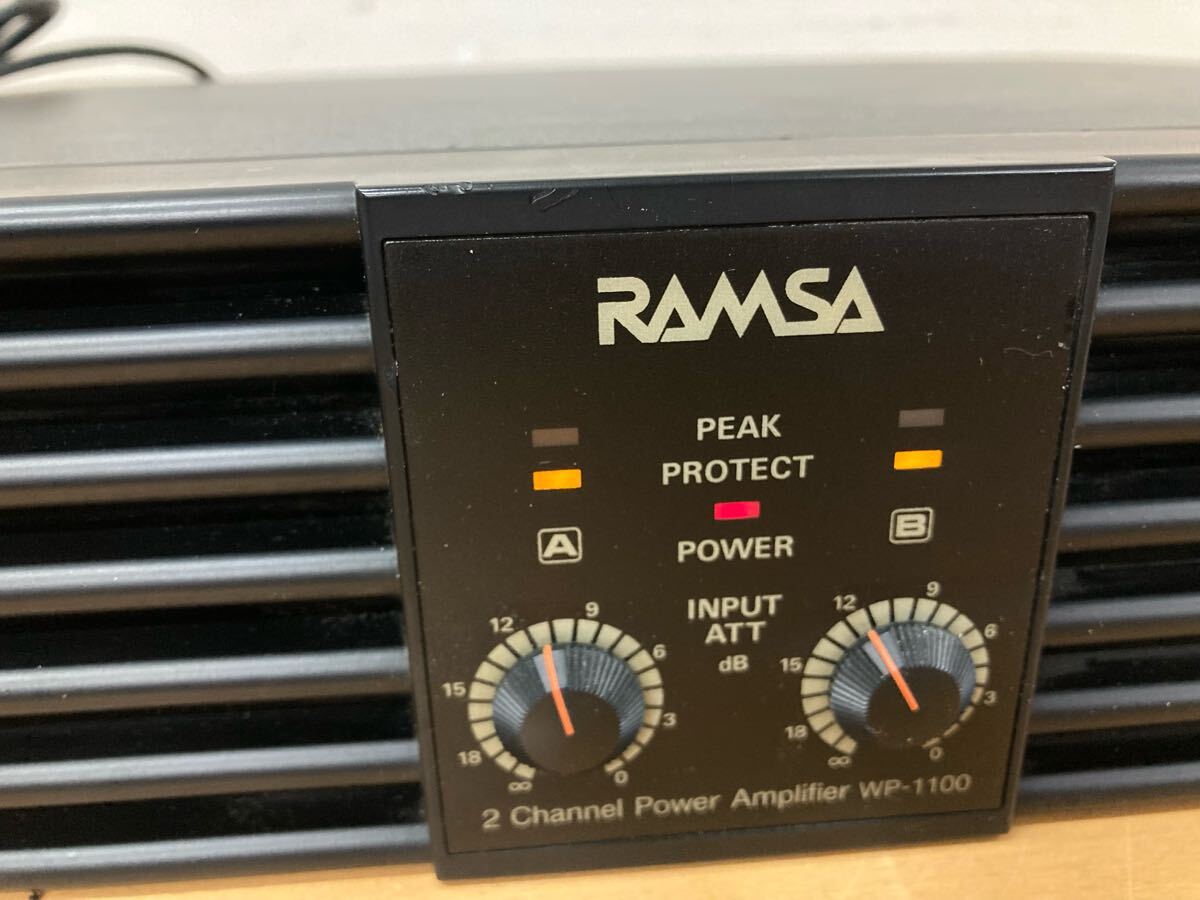 RAMSA
PEAK
PROTECT
POWER
A
B
INPUT
ATT
dB
12 9
15 6
18 3
∞ 0
12 9
15 6
18 3
∞ 0
2 Channel Power Amplifier WP-1100